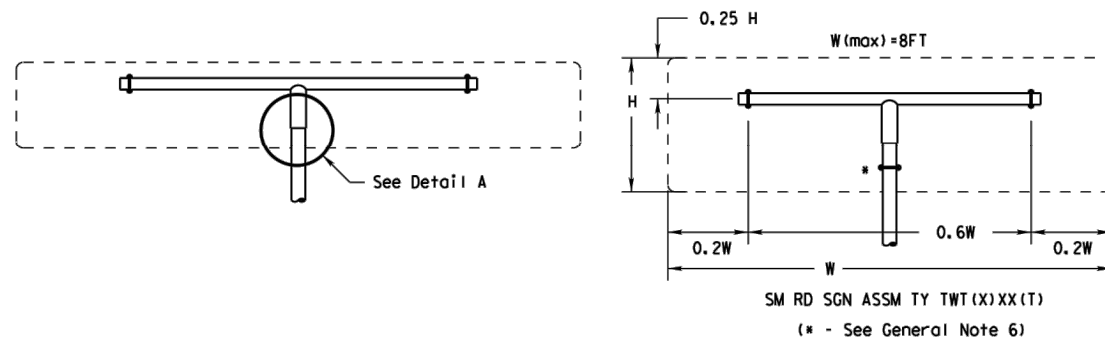 See Detail A
0.25 H
W(max)=8FT
H
*
0.2W
0.6W
0.2W
W
SM RD SGN ASSM TY TWT(X)XX(T)
(* - See General Note 6)